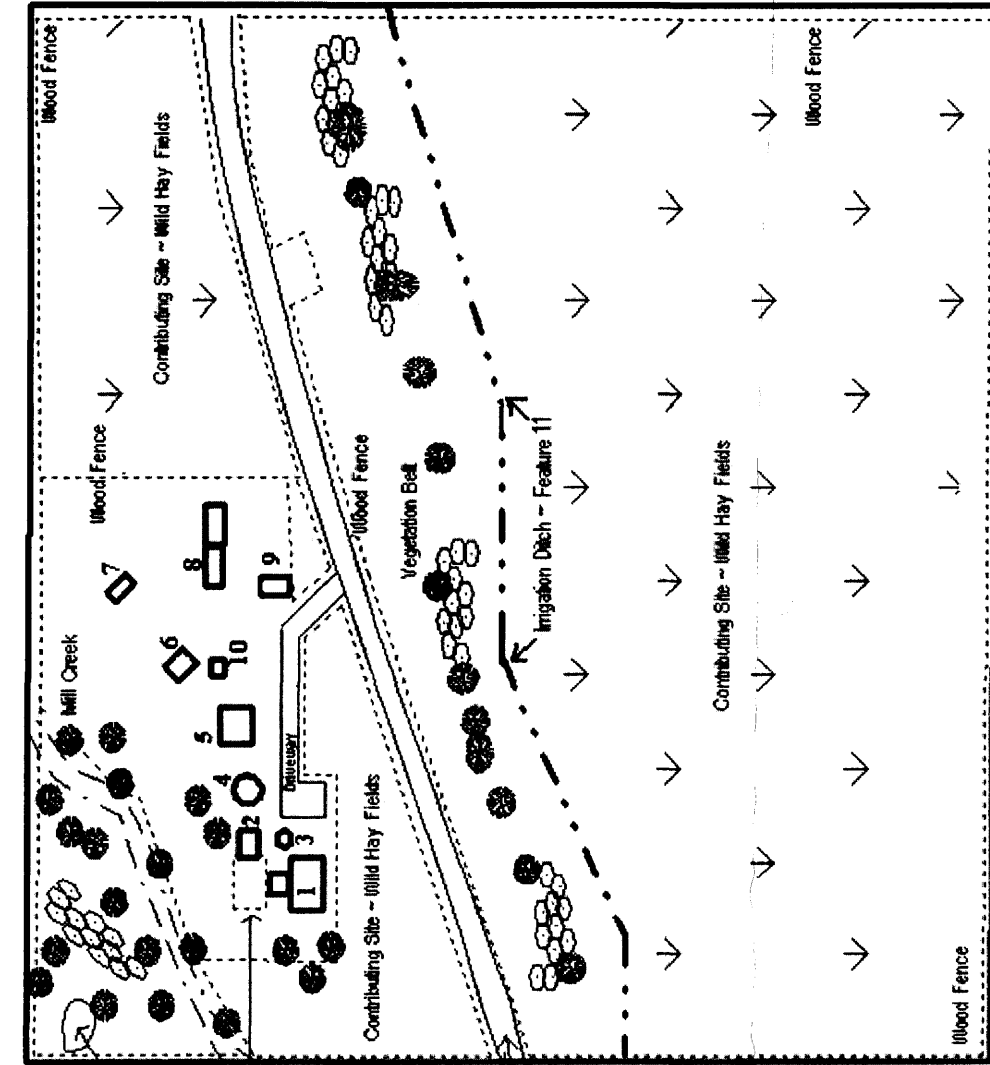 Wood Fence
Contributing Site ~ Wild Hay Fields
Wood Fence
Mill Creek
7
6
8
9
10
5
4
2
3
1
Driveway
Contributing Site ~ Wild Hay Fields
Wood Fence
Vegetation Belt
Irrigation Ditch ~ Feature 11
Contributing Site ~ Wild Hay Fields
Wood Fence
Wood Fence